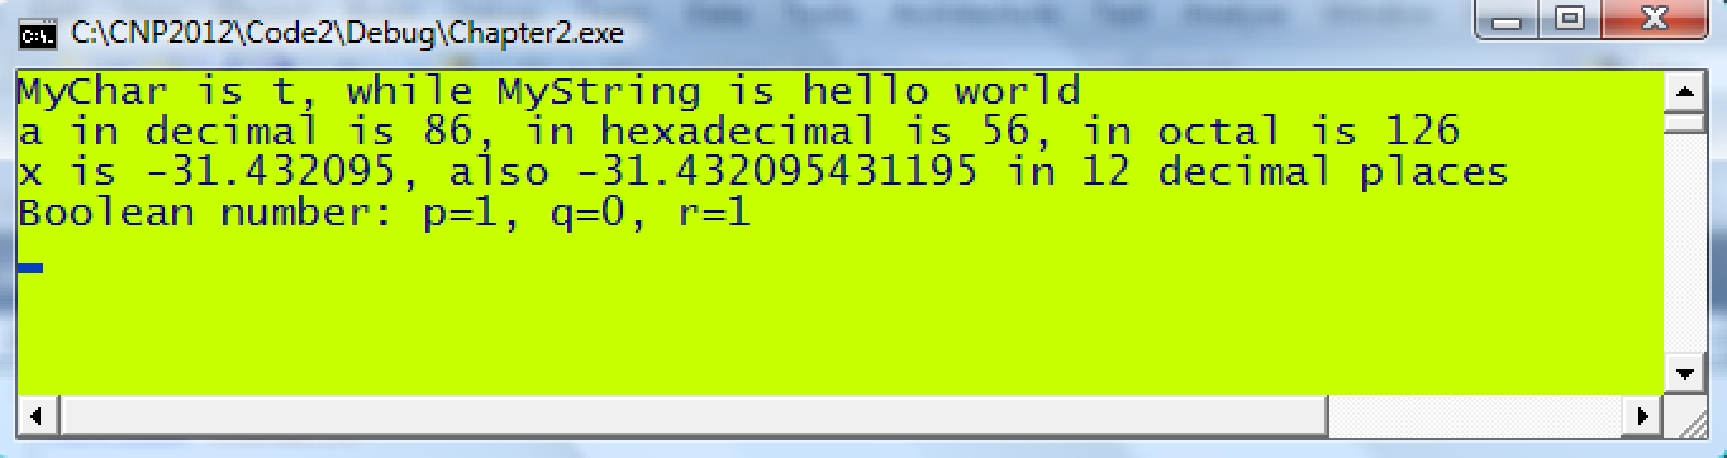 C:\CNP2012\Code2\Debug\Chapter2.exe
MyChar is t, while MyString is hello world
a in decimal is 86, in hexadecimal is 56, in octal is 126
x is -31.432095, also -31.432095431195 in 12 decimal places
Boolean number: p=1, q=0, r=1